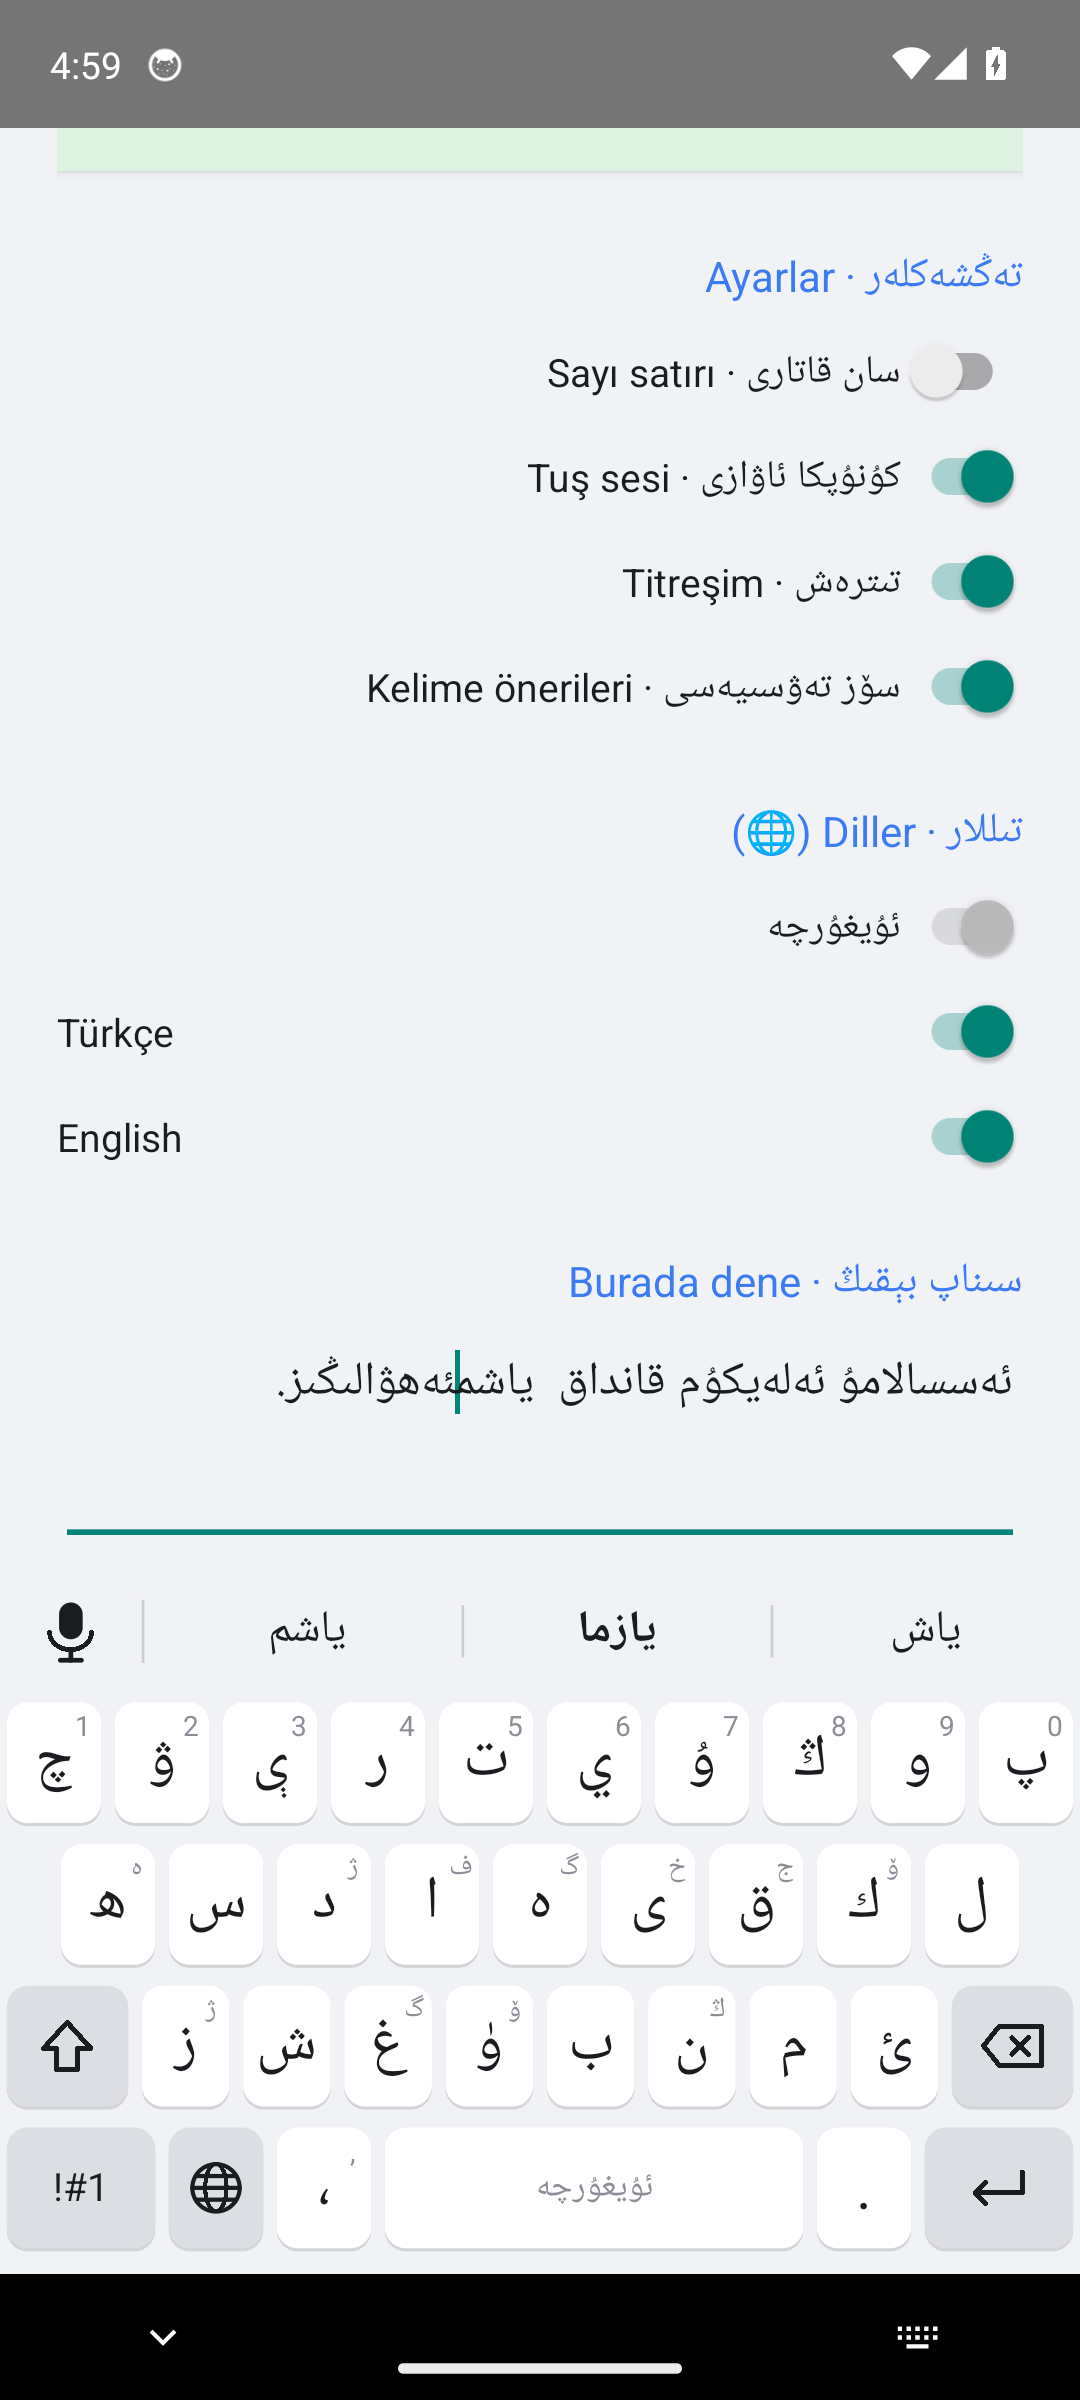 4:59
تەڭشەكلەر · Ayarlar
سان قاتارى · Sayı satırı
كۇنۇپكا ئاۋازى · Tuş sesi
تىترەش · Titreşim
سۆز تەۋسىيەسى · Kelime önerileri
تىللار · Diller (🌐)
ئۇيغۇرچە
Türkçe
English
سىناپ بېقىڭ · Burada dene
ئەسسالامۇ ئەلەيكۇم قانداق  ياشمئەھۋالىڭىز.
ياشم يازما ياش
1 2 3 4 5 6 7 8 9 0
چ ۋ ې ر ت ي ۇ ڭ و پ
ە ژ ف گ خ ج ۆ
ھ س د ا ە ى ق ك ل
ژ گ ۆ ڭ
ز ش غ ۈ ب ن م ئ
!#1 ، ’ ئۇيغۇرچە .